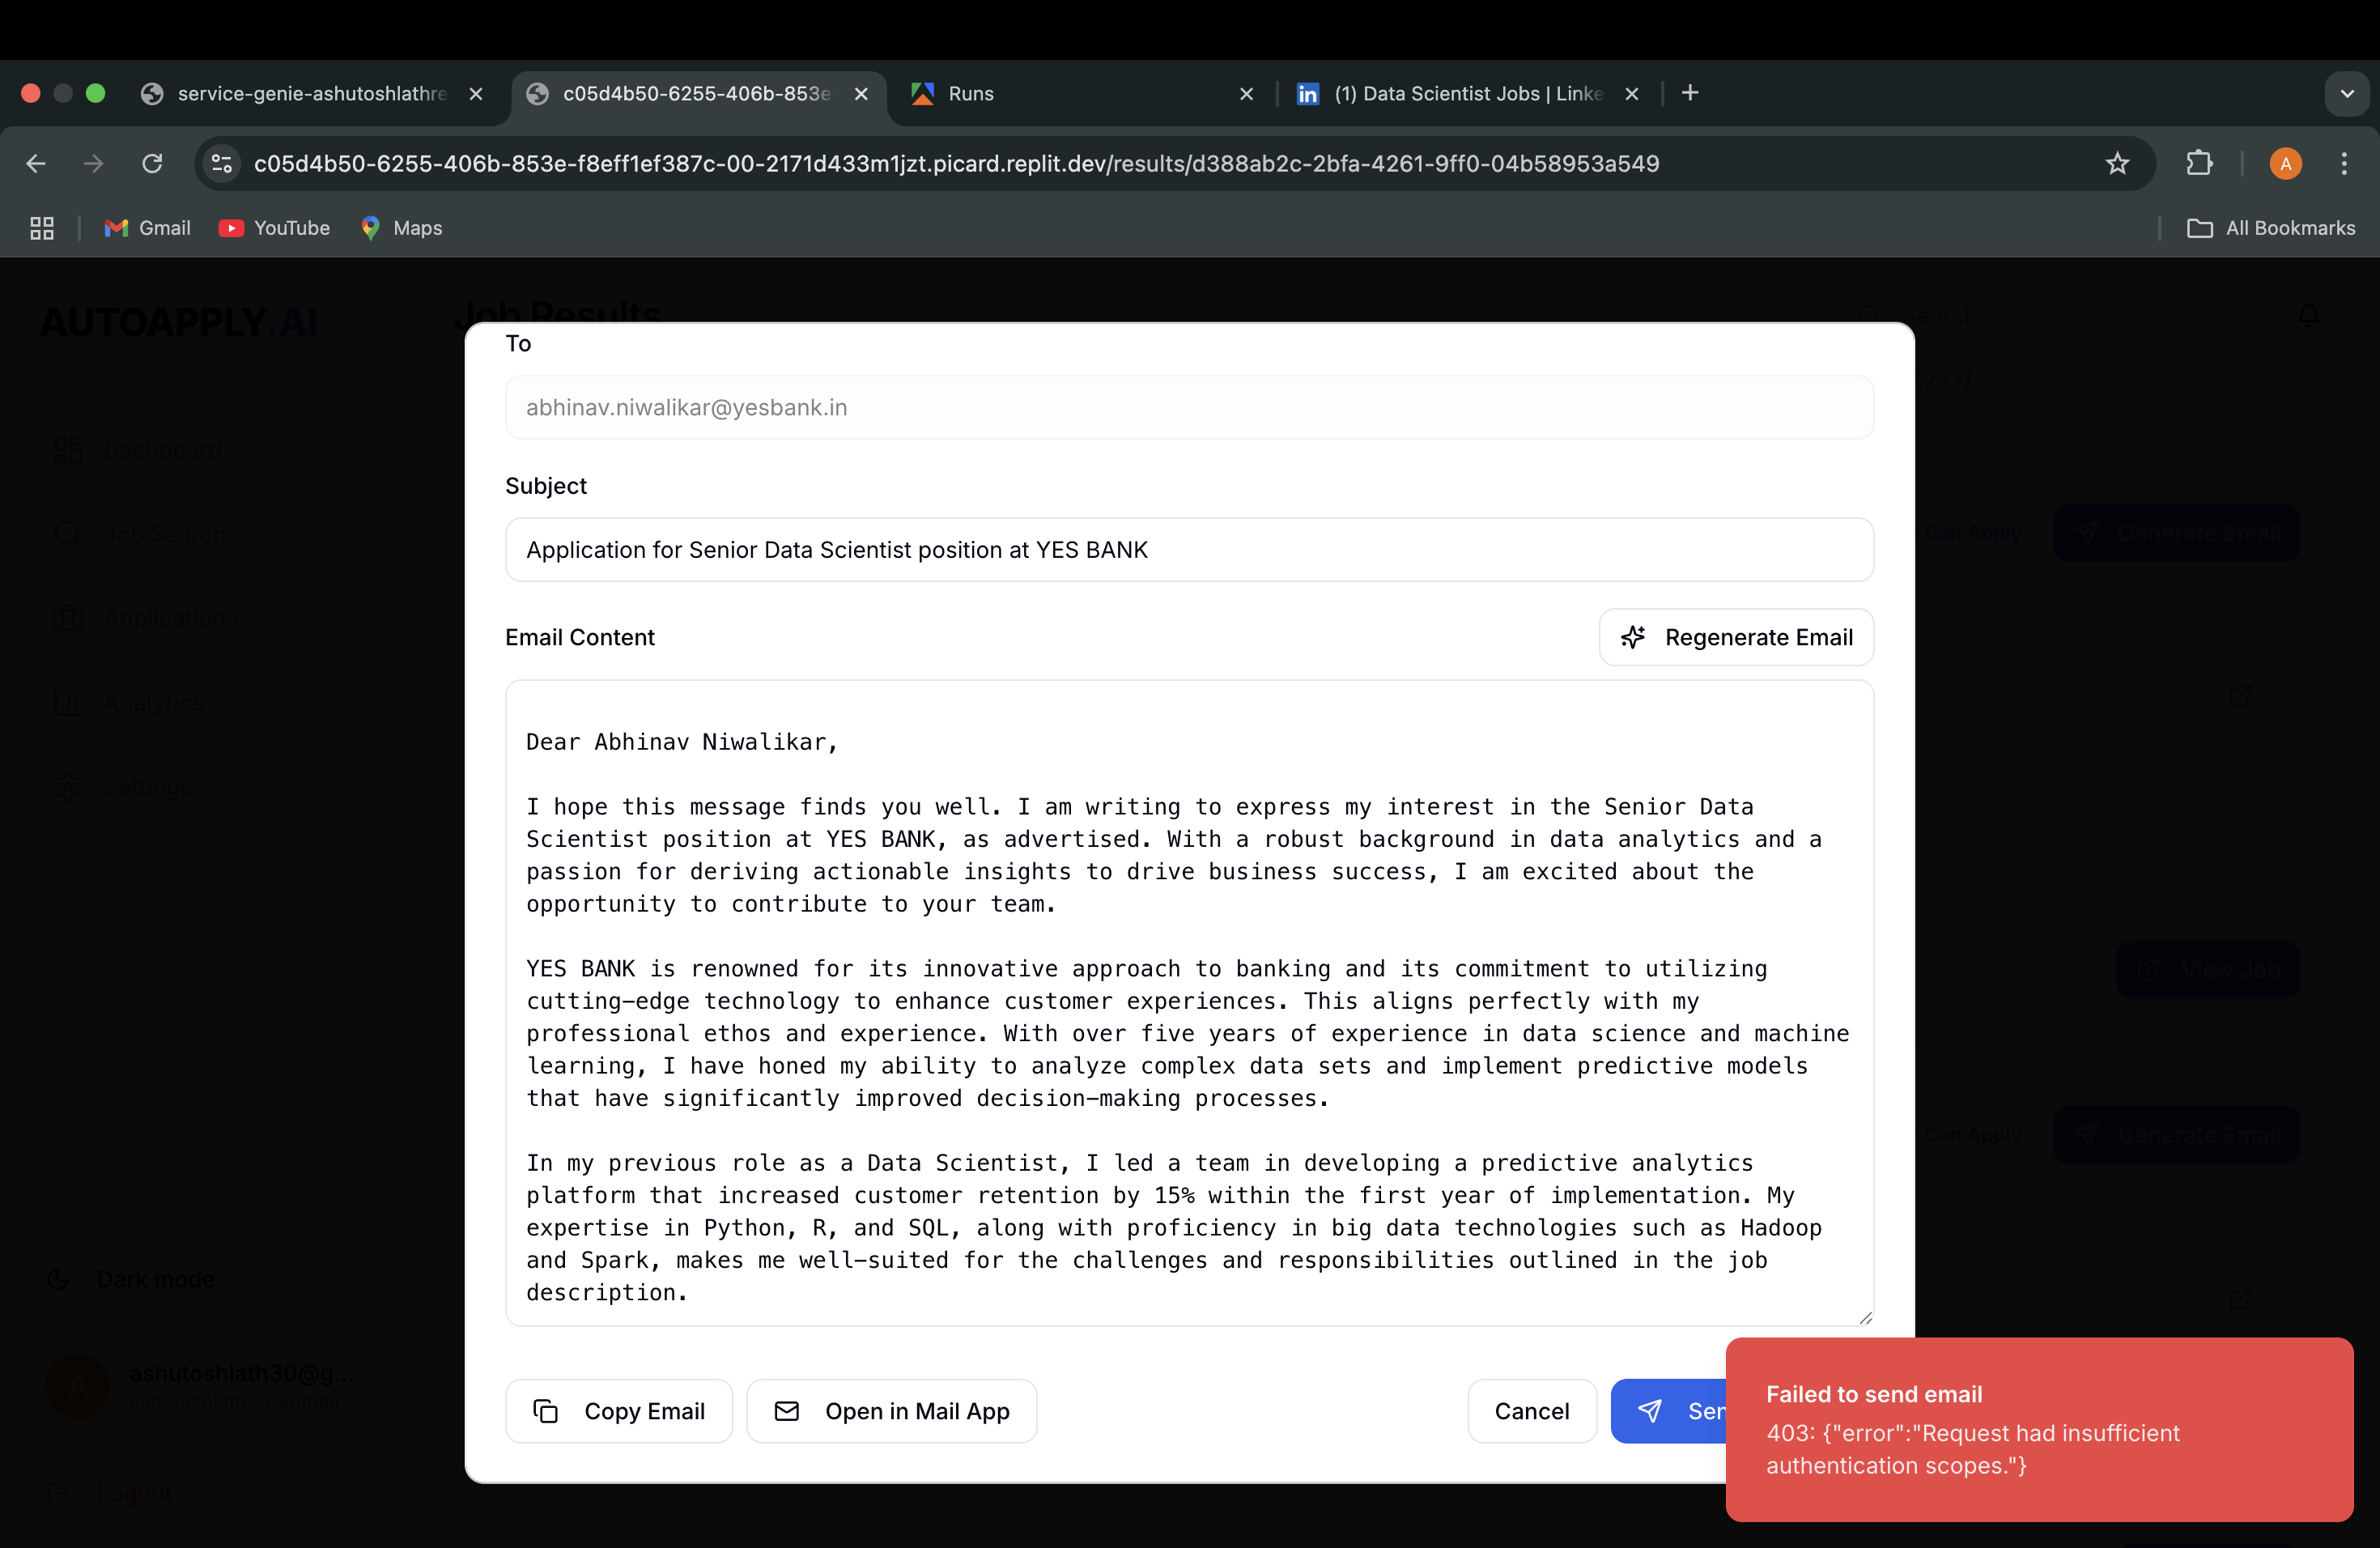 service-genie-ashutoshlathre
c05d4b50-6255-406b-853e
Runs
(1) Data Scientist Jobs | Linke
c05d4b50-6255-406b-853e-f8eff1ef387c-00-2171d433m1jzt.picard.replit.dev/results/d388ab2c-2bfa-4261-9ff0-04b58953a549
A
Gmail
YouTube
Maps
All Bookmarks
AUTOAPPLY.AI
Job Results
Search...
Dashboard
Job Search
Applications
Analytics
Settings
Can Apply
Generate Email
View Job
Can Apply
Generate Email
To
abhinav.niwalikar@yesbank.in
Subject
Application for Senior Data Scientist position at YES BANK
Email Content
Regenerate Email
Dear Abhinav Niwalikar,
I hope this message finds you well. I am writing to express my interest in the Senior Data
Scientist position at YES BANK, as advertised. With a robust background in data analytics and a
passion for deriving actionable insights to drive business success, I am excited about the
opportunity to contribute to your team.
YES BANK is renowned for its innovative approach to banking and its commitment to utilizing
cutting-edge technology to enhance customer experiences. This aligns perfectly with my
professional ethos and experience. With over five years of experience in data science and machine
learning, I have honed my ability to analyze complex data sets and implement predictive models
that have significantly improved decision-making processes.
In my previous role as a Data Scientist, I led a team in developing a predictive analytics
platform that increased customer retention by 15% within the first year of implementation. My
expertise in Python, R, and SQL, along with proficiency in big data technologies such as Hadoop
and Spark, makes me well-suited for the challenges and responsibilities outlined in the job
description.
Copy Email
Open in Mail App
Cancel
Sen
Failed to send email
403: {"error":"Request had insufficient
authentication scopes."}
Dark mode
A
ashutoshlath30@g...
ashutoshlath30@gmail....
Logout